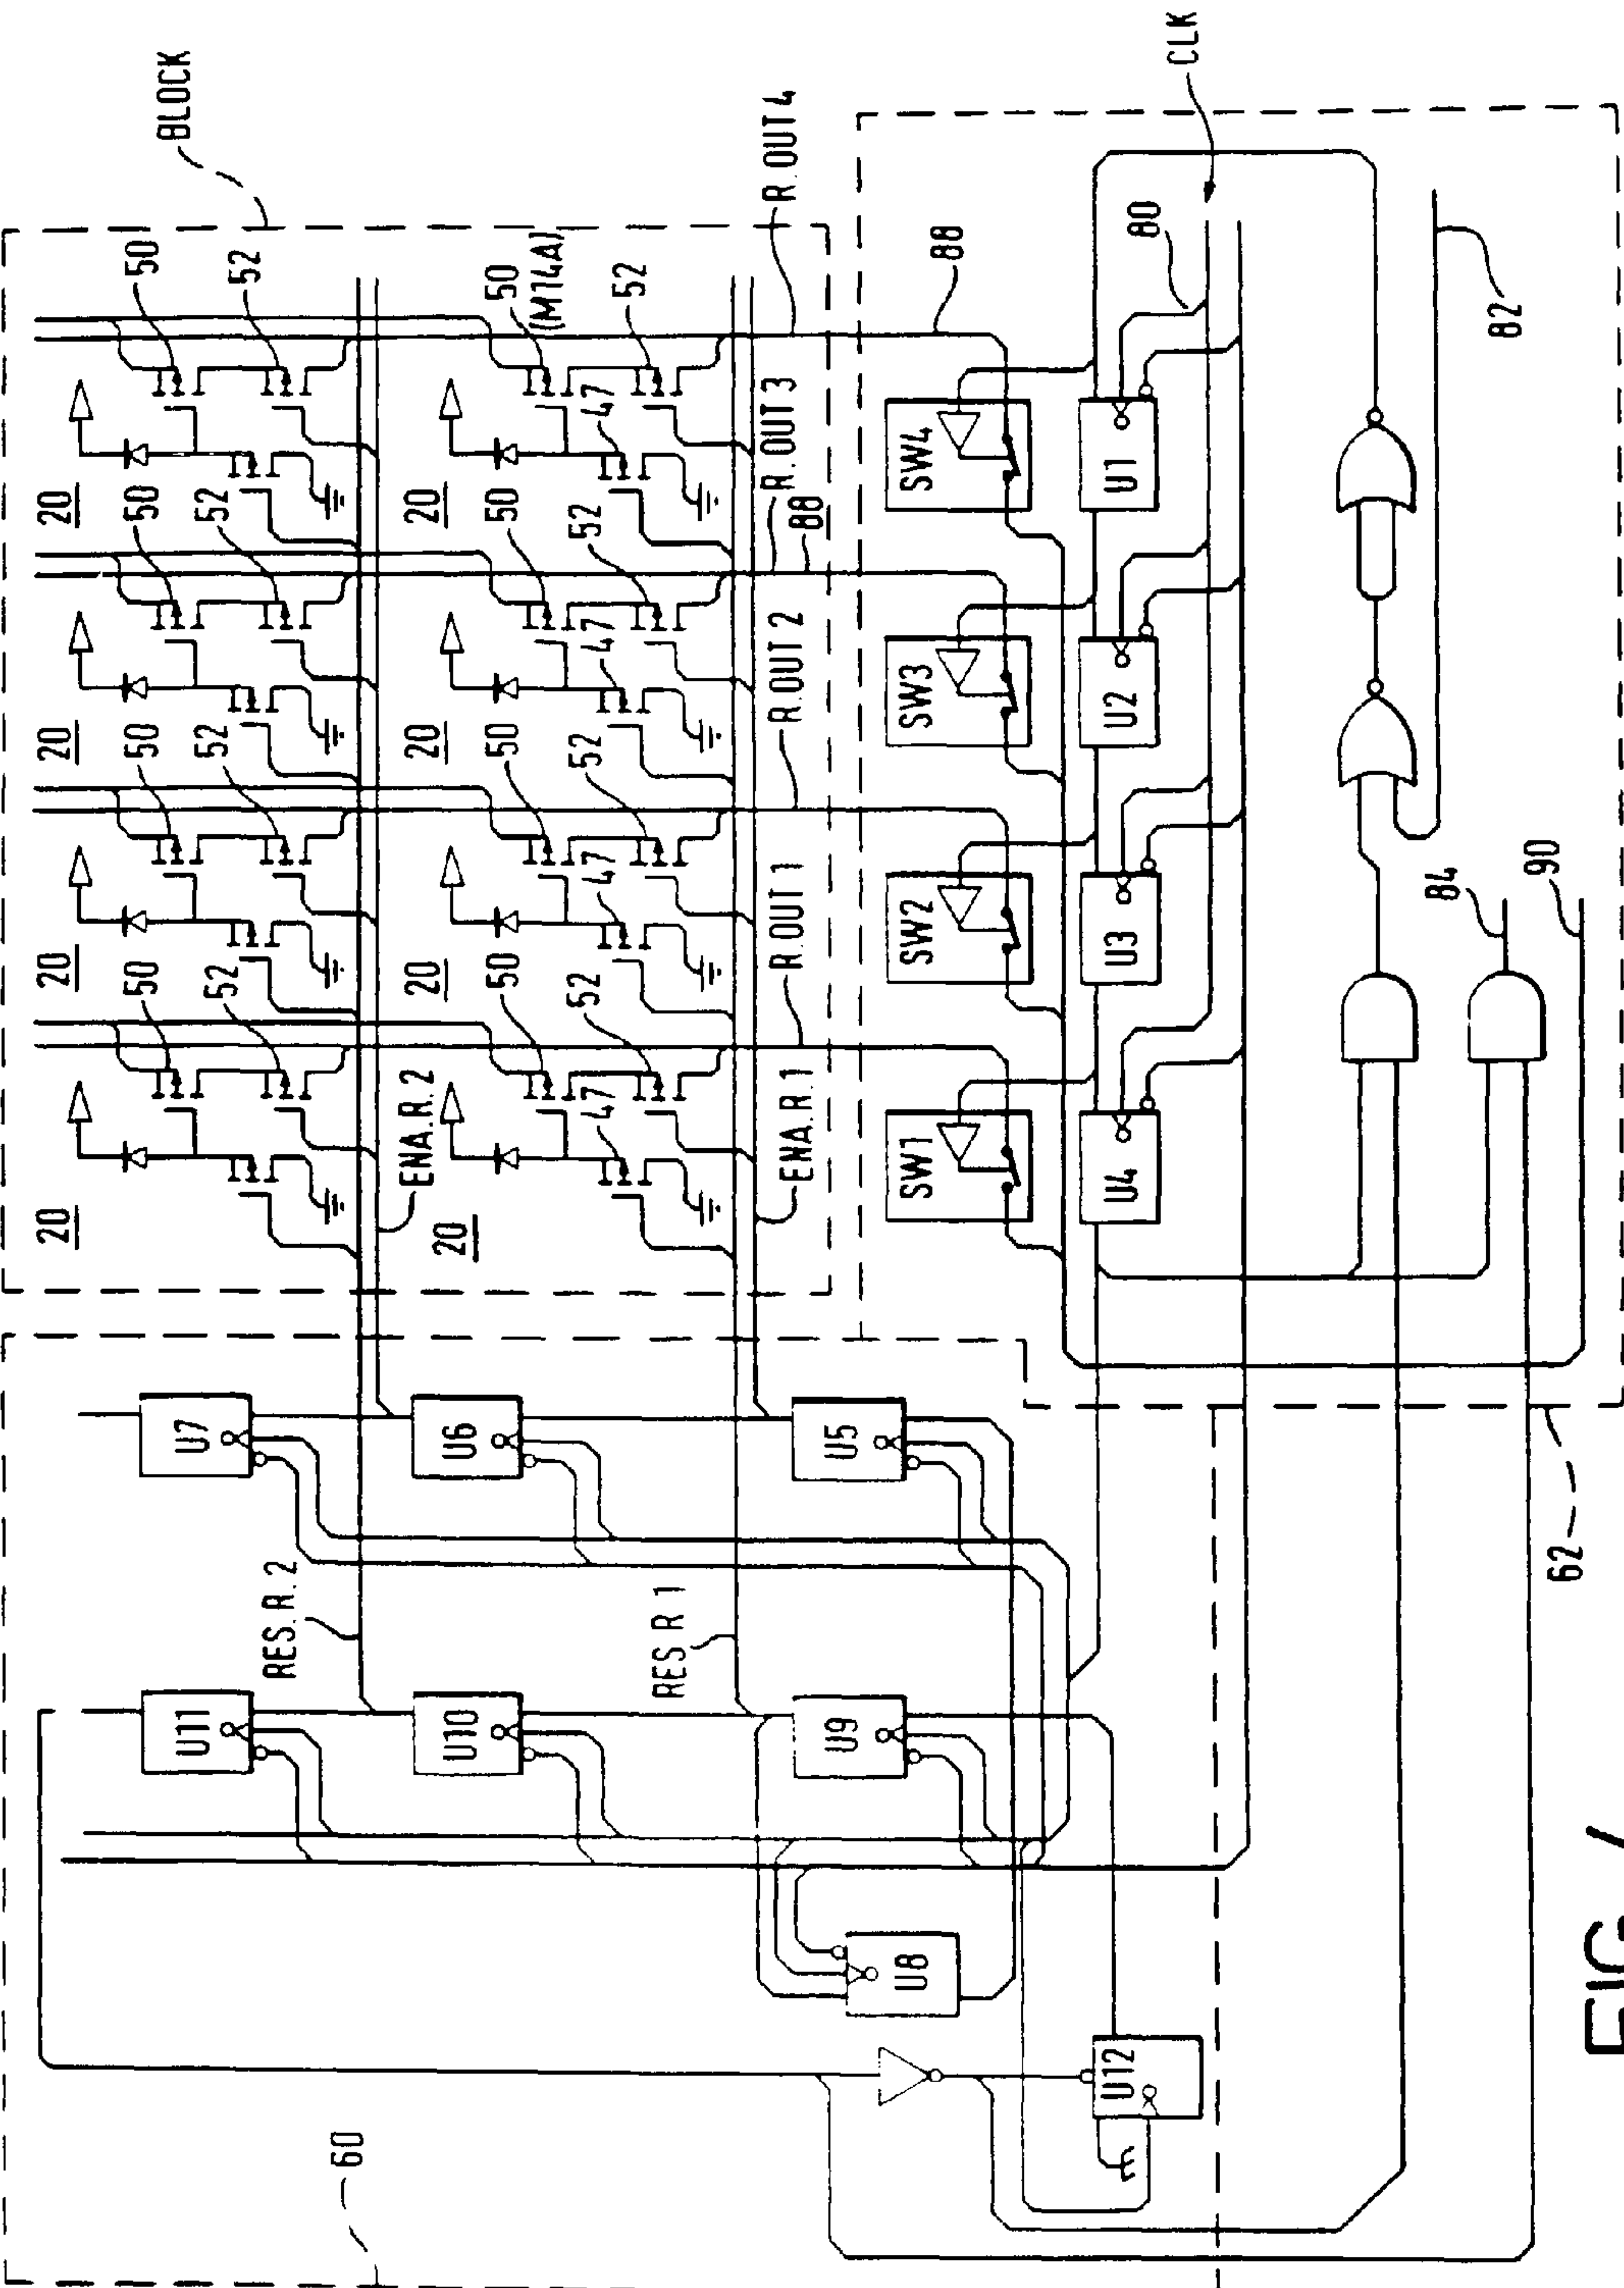 BLOCK
50
50
50
50
52
52
52
52
20
20
20
20
ENA.R.2
50
(M14A)
50
50
50
52
52
52
52
47
47
47
47
20
20
20
20
ENA.R.1
R.OUT 1
R.OUT 2
R.OUT 3
R.OUT 4
88
88
SW1
SW2
SW3
SW4
U4
U3
U2
U1
80
CLK
82
84
90
62
U7
U6
U5
U11
U10
U9
RES.R.2
RES R 1
U8
U12
60
FIG.